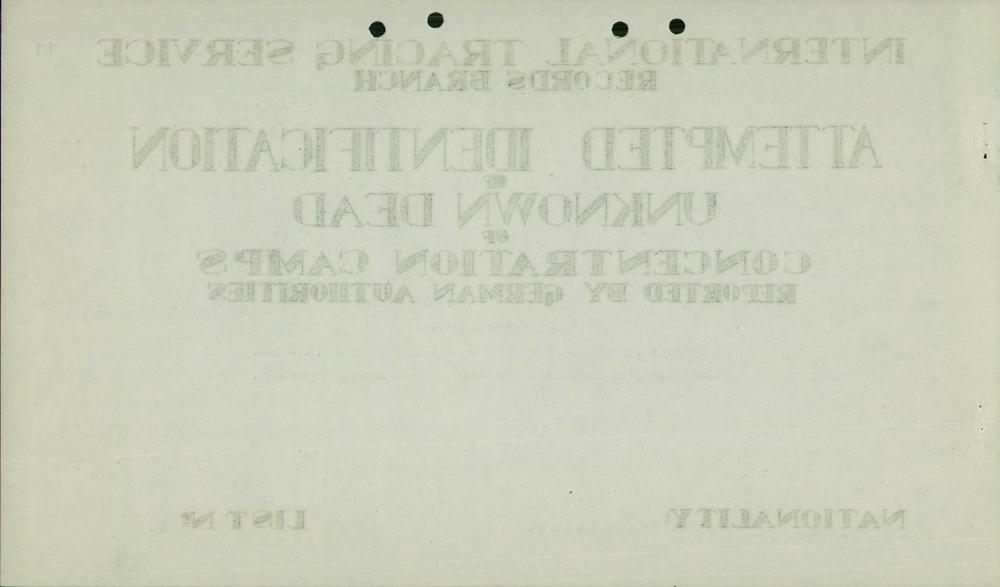 INTERNATIONAL TRACING SERVICE
RECORDS BRANCH
ATTEMPTED IDENTIFICATION
OF
UNKNOWN DEAD
OF
CONCENTRATION CAMPS
REPORTED BY GERMAN AUTHORITIES
NATIONALITY: LIST Nº